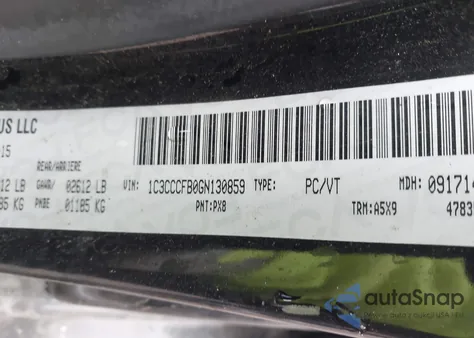 US LLC
15
REAR/ARRIERE
12 LB GAWR/ 02612 LB
85 KG PNBE 01185 KG
VIN: 1C3CCCFB0GN130859 TYPE: PC/VT MDH: 09171
PNT:PX8 TRM:A5X9 4783
autoSnap